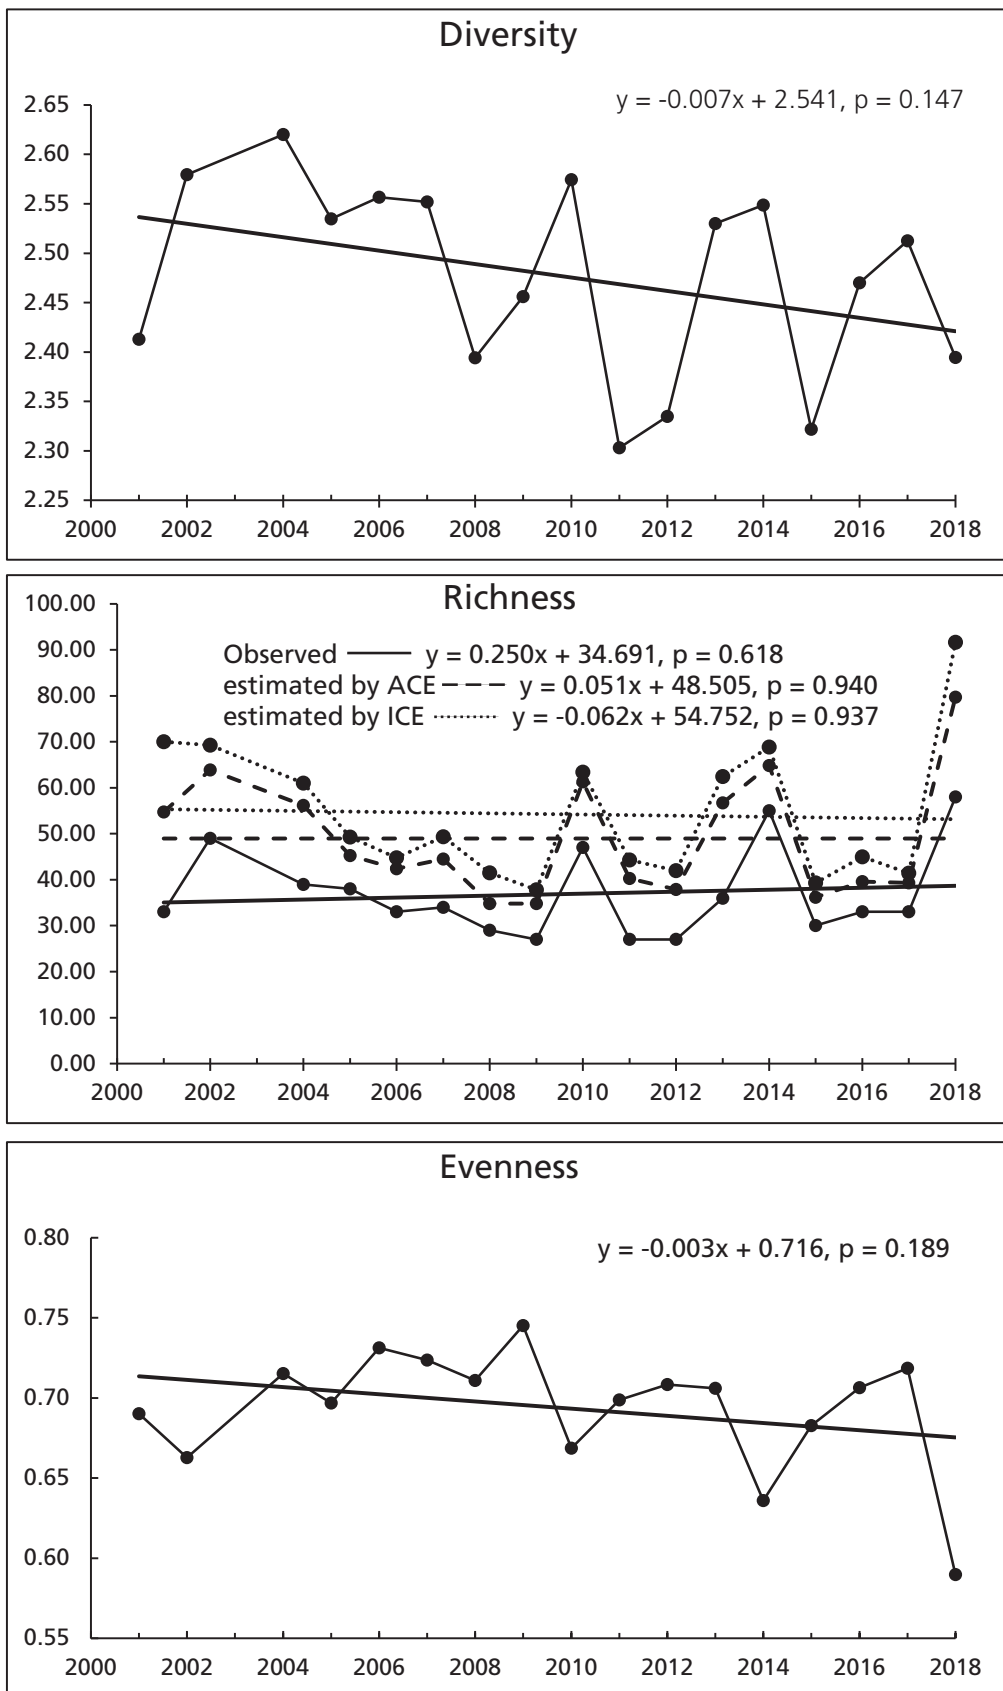 Diversity
y = -0.007x + 2.541, p = 0.147
2.65
2.60
2.55
2.50
2.45
2.40
2.35
2.30
2.25
2000 2002 2004 2006 2008 2010 2012 2014 2016 2018
Richness
100.00
90.00
80.00
70.00
60.00
50.00
40.00
30.00
20.00
10.00
0.00
Observed y = 0.250x + 34.691, p = 0.618
estimated by ACE y = 0.051x + 48.505, p = 0.940
estimated by ICE y = -0.062x + 54.752, p = 0.937
2000 2002 2004 2006 2008 2010 2012 2014 2016 2018
Evenness
y = -0.003x + 0.716, p = 0.189
0.80
0.75
0.70
0.65
0.60
0.55
2000 2002 2004 2006 2008 2010 2012 2014 2016 2018